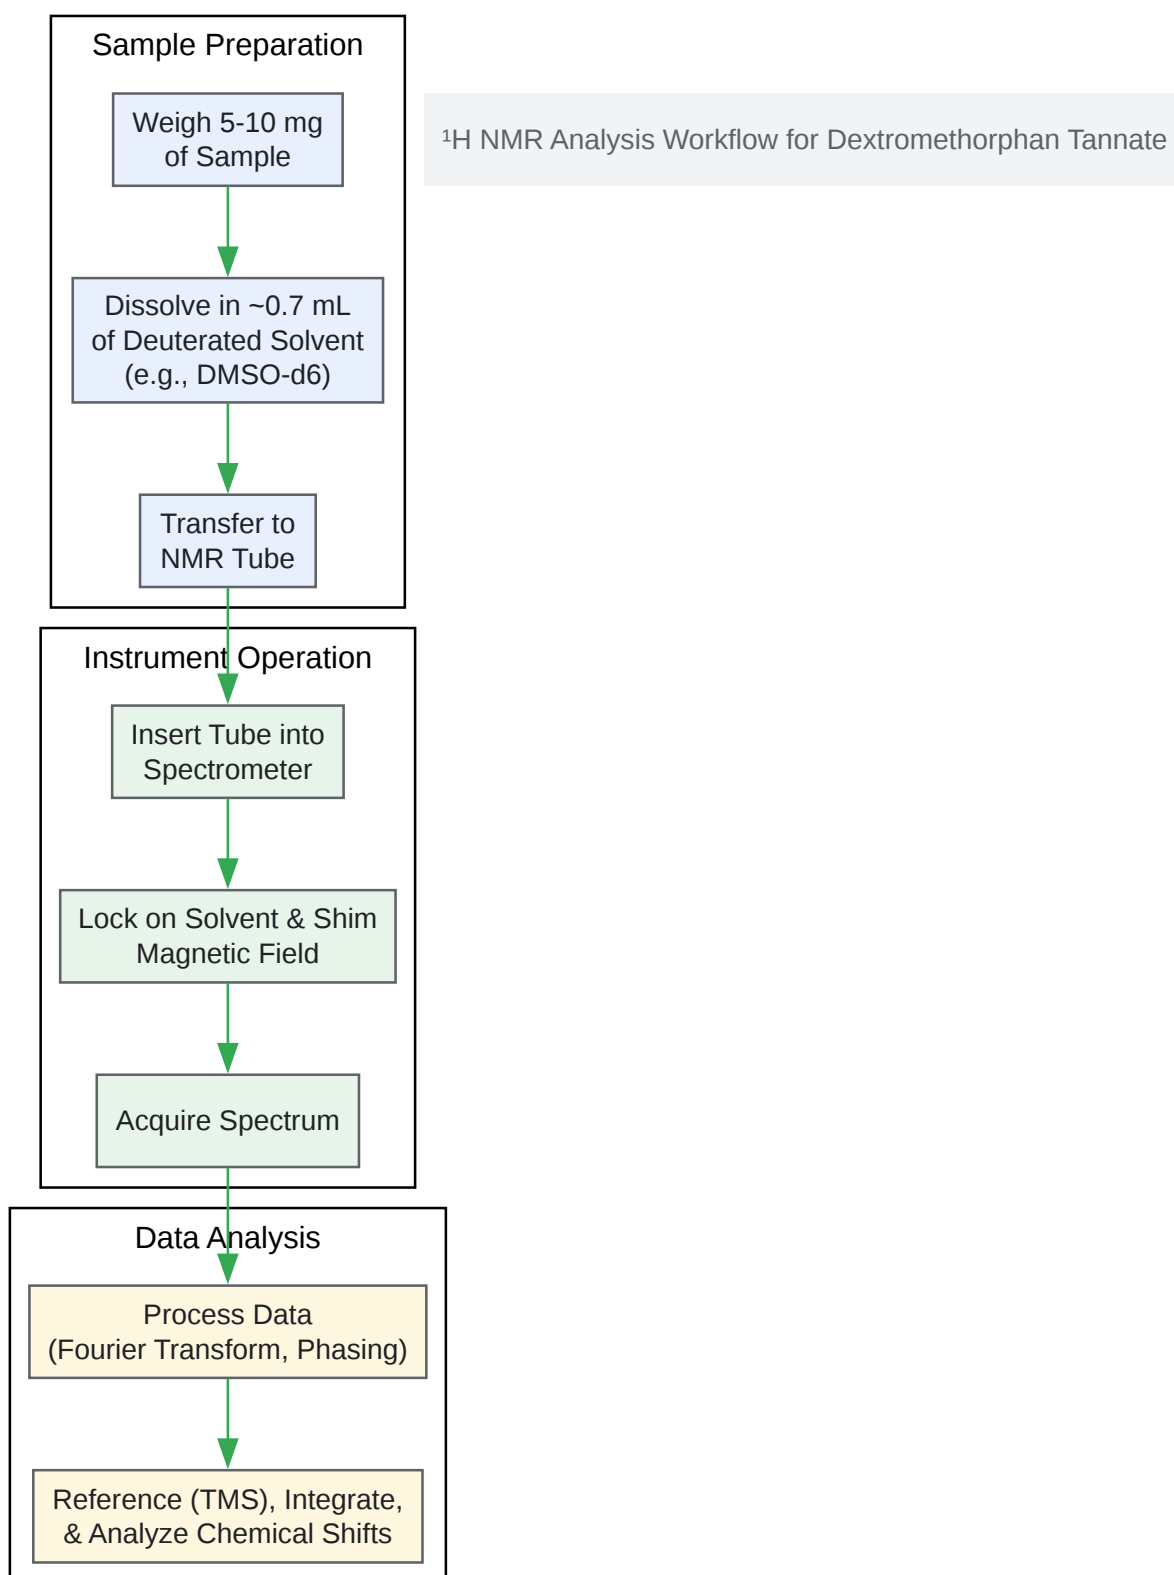 Sample Preparation
Weigh 5-10 mg
of Sample
¹H NMR Analysis Workflow for Dextromethorphan Tannate
Dissolve in ~0.7 mL
of Deuterated Solvent
(e.g., DMSO-d6)
Transfer to
NMR Tube
Instrument Operation
Insert Tube into
Spectrometer
Lock on Solvent & Shim
Magnetic Field
Acquire Spectrum
Data Analysis
Process Data
(Fourier Transform, Phasing)
Reference (TMS), Integrate,
& Analyze Chemical Shifts